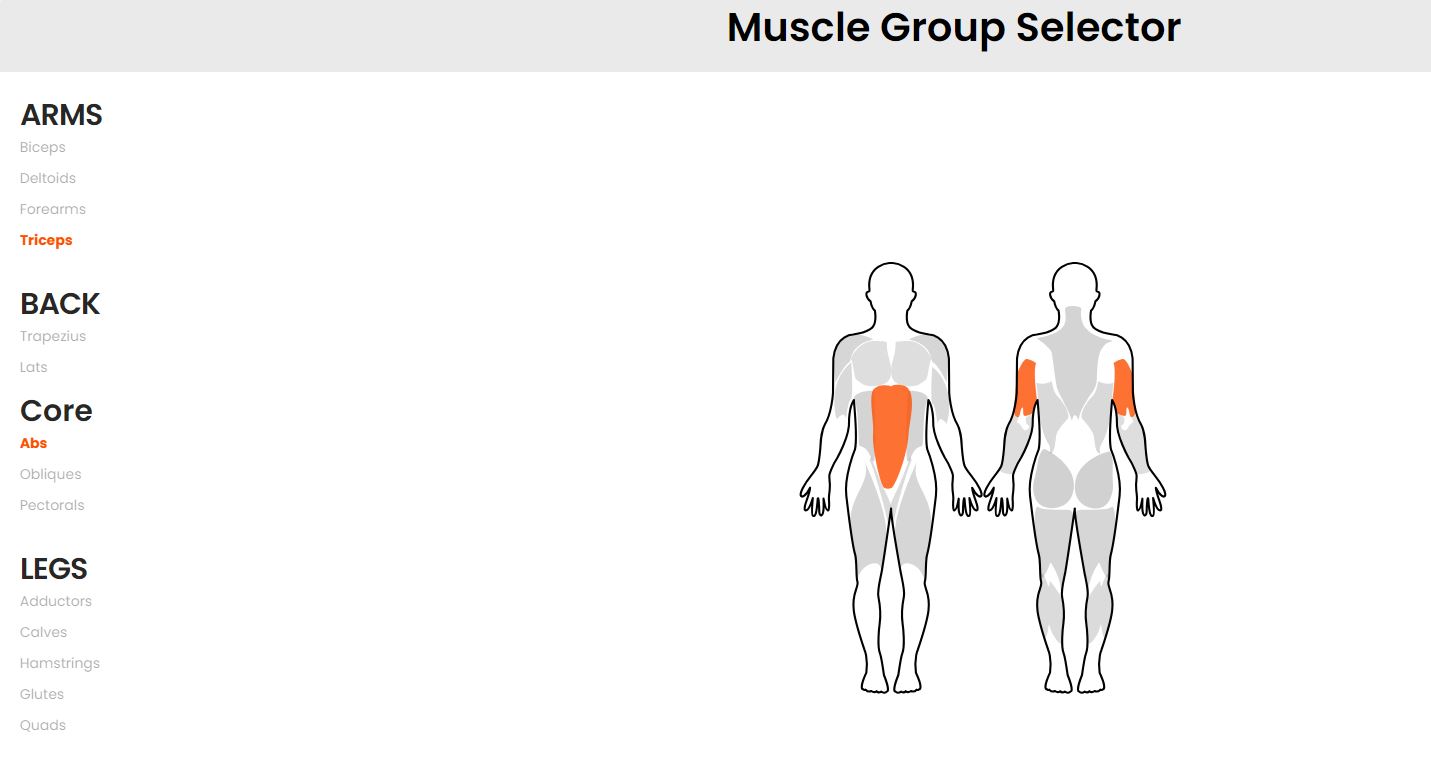 Muscle Group Selector
ARMS
Biceps
Deltoids
Forearms
Triceps
BACK
Trapezius
Lats
Core
Abs
Obliques
Pectorals
LEGS
Adductors
Calves
Hamstrings
Glutes
Quads